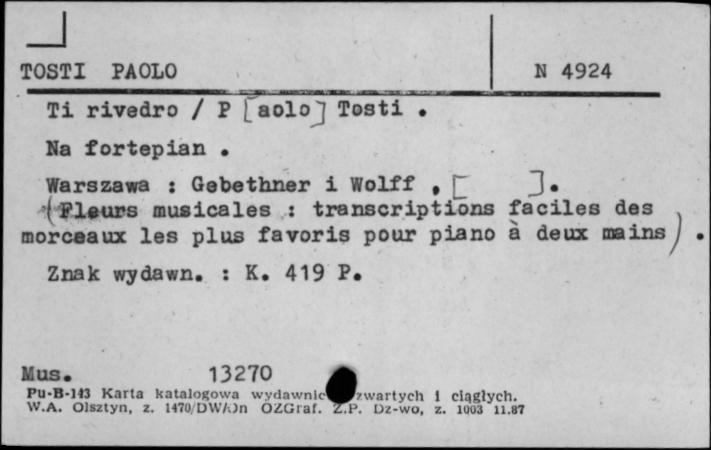 TOSTI PAOLO N 4924
Ti rivedro / P [aolo] Tosti .
Na fortepian .
Warszawa : Gebethner i Wolff , [ ].
(Fleurs musicales : transcriptions faciles des
morceaux les plus favoris pour piano à deux mains) .
Znak wydawn. : K. 419 P.
Mus. 13270
Pu-B-143 Karta katalogowa zwartych i ciągłych.
W.A. Olsztyn, z. 1470/DW/Jn OZGraf. Z.P. Dz-wo, z. 1003 11.87